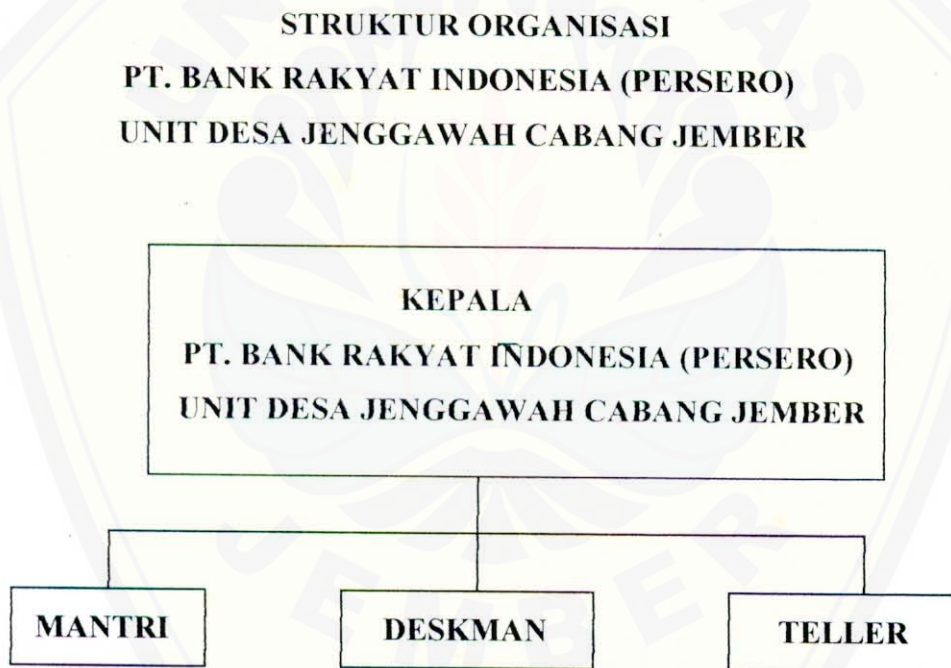 STRUKTUR ORGANISASI
PT. BANK RAKYAT INDONESIA (PERSERO)
UNIT DESA JENGGAWAH CABANG JEMBER
KEPALA
PT. BANK RAKYAT INDONESIA (PERSERO)
UNIT DESA JENGGAWAH CABANG JEMBER
MANTRI
DESKMAN
TELLER
JEMBER